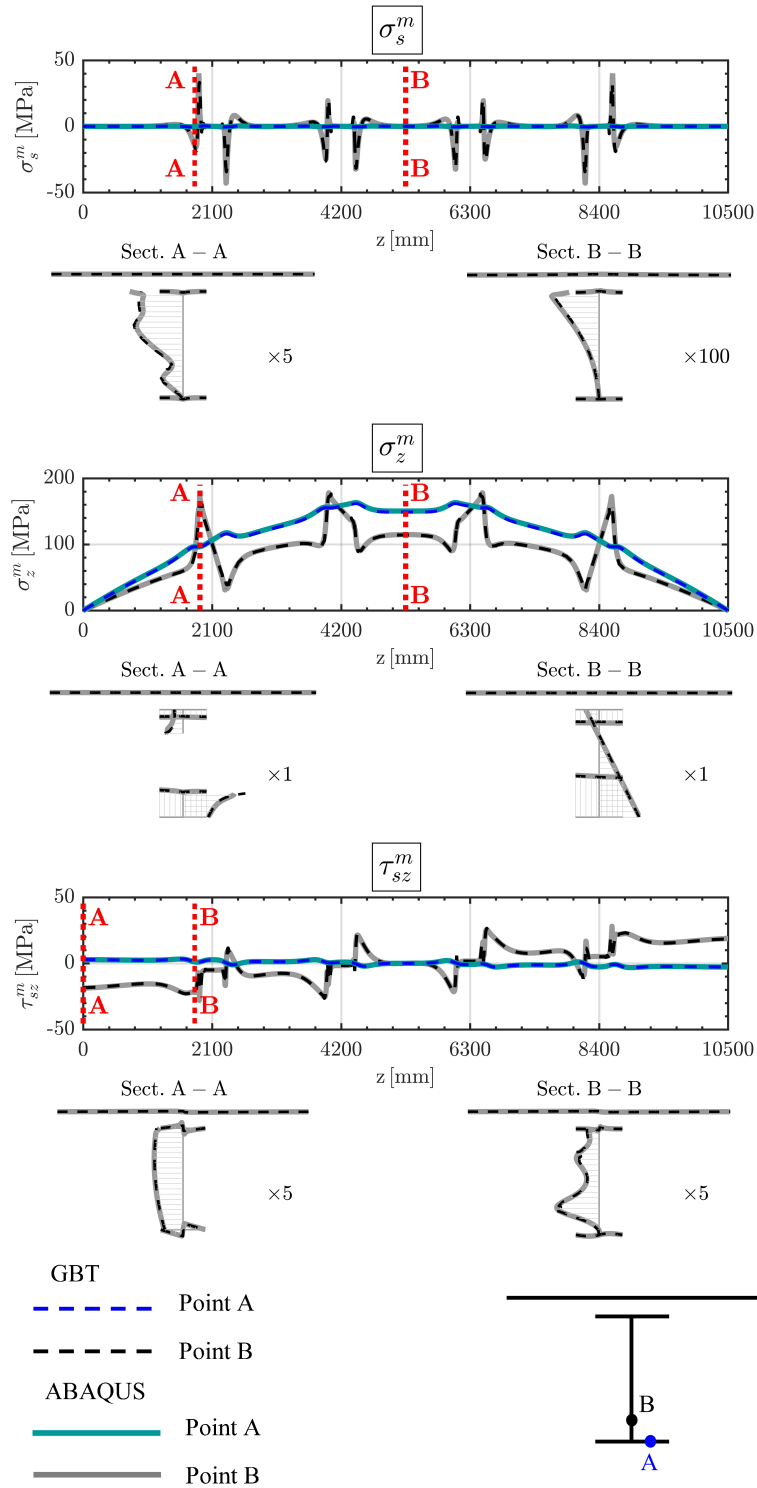 σ_s^m
50
0
-50
σ_s^m [MPa]
A
B
A
B
0 2100 4200 6300 8400 10500
z [mm]
Sect. A − A Sect. B − B
×5 ×100
σ_z^m
200
100
0
σ_z^m [MPa]
A
B
A
B
0 2100 4200 6300 8400 10500
z [mm]
Sect. A − A Sect. B − B
×1 ×1
τ_sz^m
50
0
-50
τ_sz^m [MPa]
A
B
A
B
0 2100 4200 6300 8400 10500
z [mm]
Sect. A − A Sect. B − B
×5 ×5
GBT
Point A
Point B
ABAQUS
Point A
Point B
B
A